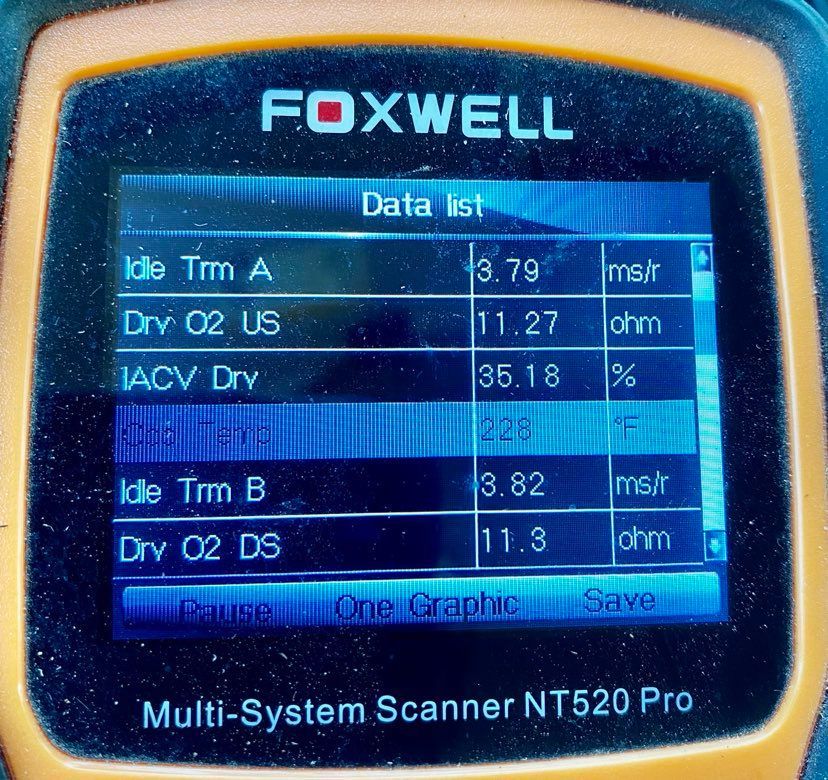 FOXWELL
Data list
Idle Trm A 3.79 ms/r
Drv O2 US 11.27 ohm
IACV Drv 35.18 %
Cool Temp 228 °F
Idle Trm B 3.82 ms/r
Drv O2 DS 11.3 ohm
Pause One Graphic Save
Multi-System Scanner NT520 Pro